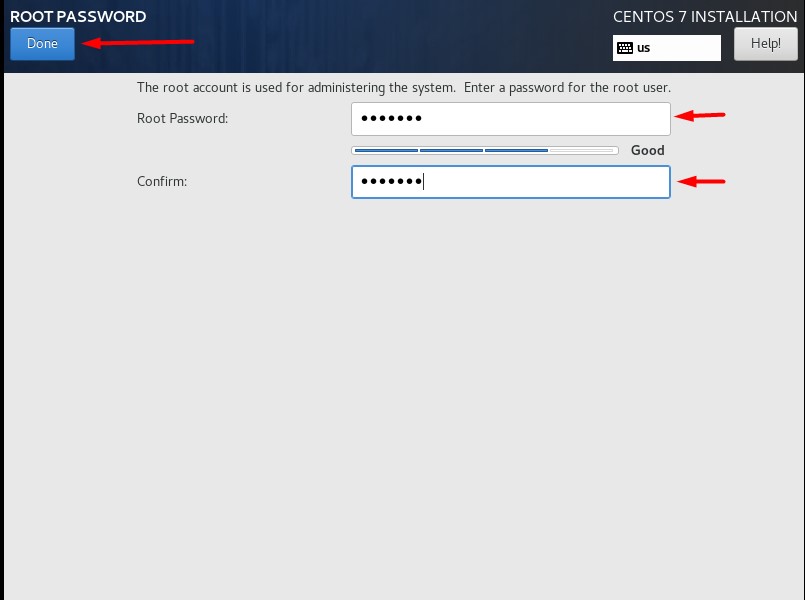 ROOT PASSWORD
CENTOS 7 INSTALLATION
Done
us
Help!
The root account is used for administering the system.  Enter a password for the root user.
Root Password:
•••••••
Good
Confirm:
•••••••